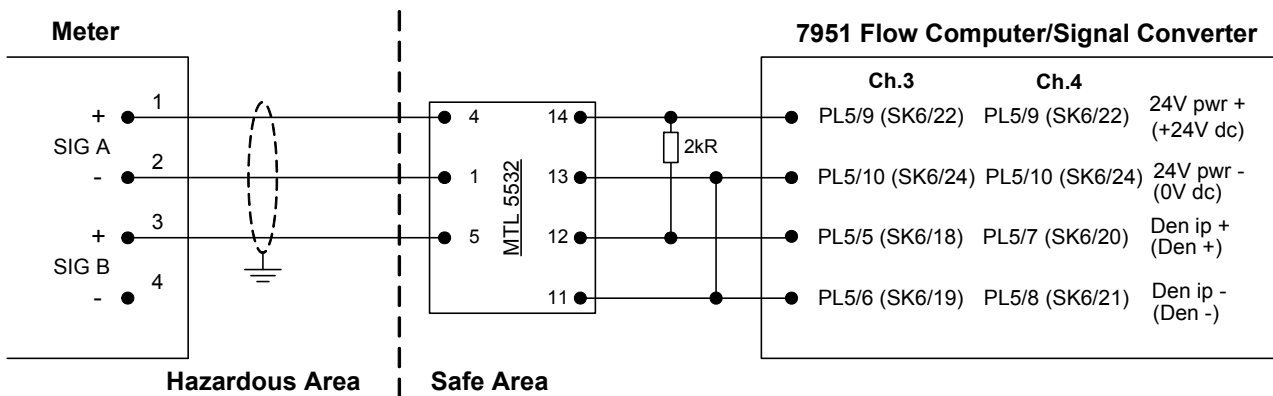 Meter
7951 Flow Computer/Signal Converter
Ch.3 Ch.4
+ 1 4 14 PL5/9 (SK6/22) PL5/9 (SK6/22) 24V pwr +
(+24V dc)
SIG A
2kR
- 2 1 13 PL5/10 (SK6/24) PL5/10 (SK6/24) 24V pwr -
(0V dc)
MTL 5532
+ 3 5 12 PL5/5 (SK6/18) PL5/7 (SK6/20) Den ip +
(Den +)
SIG B
- 4 11 PL5/6 (SK6/19) PL5/8 (SK6/21) Den ip -
(Den -)
Hazardous Area Safe Area